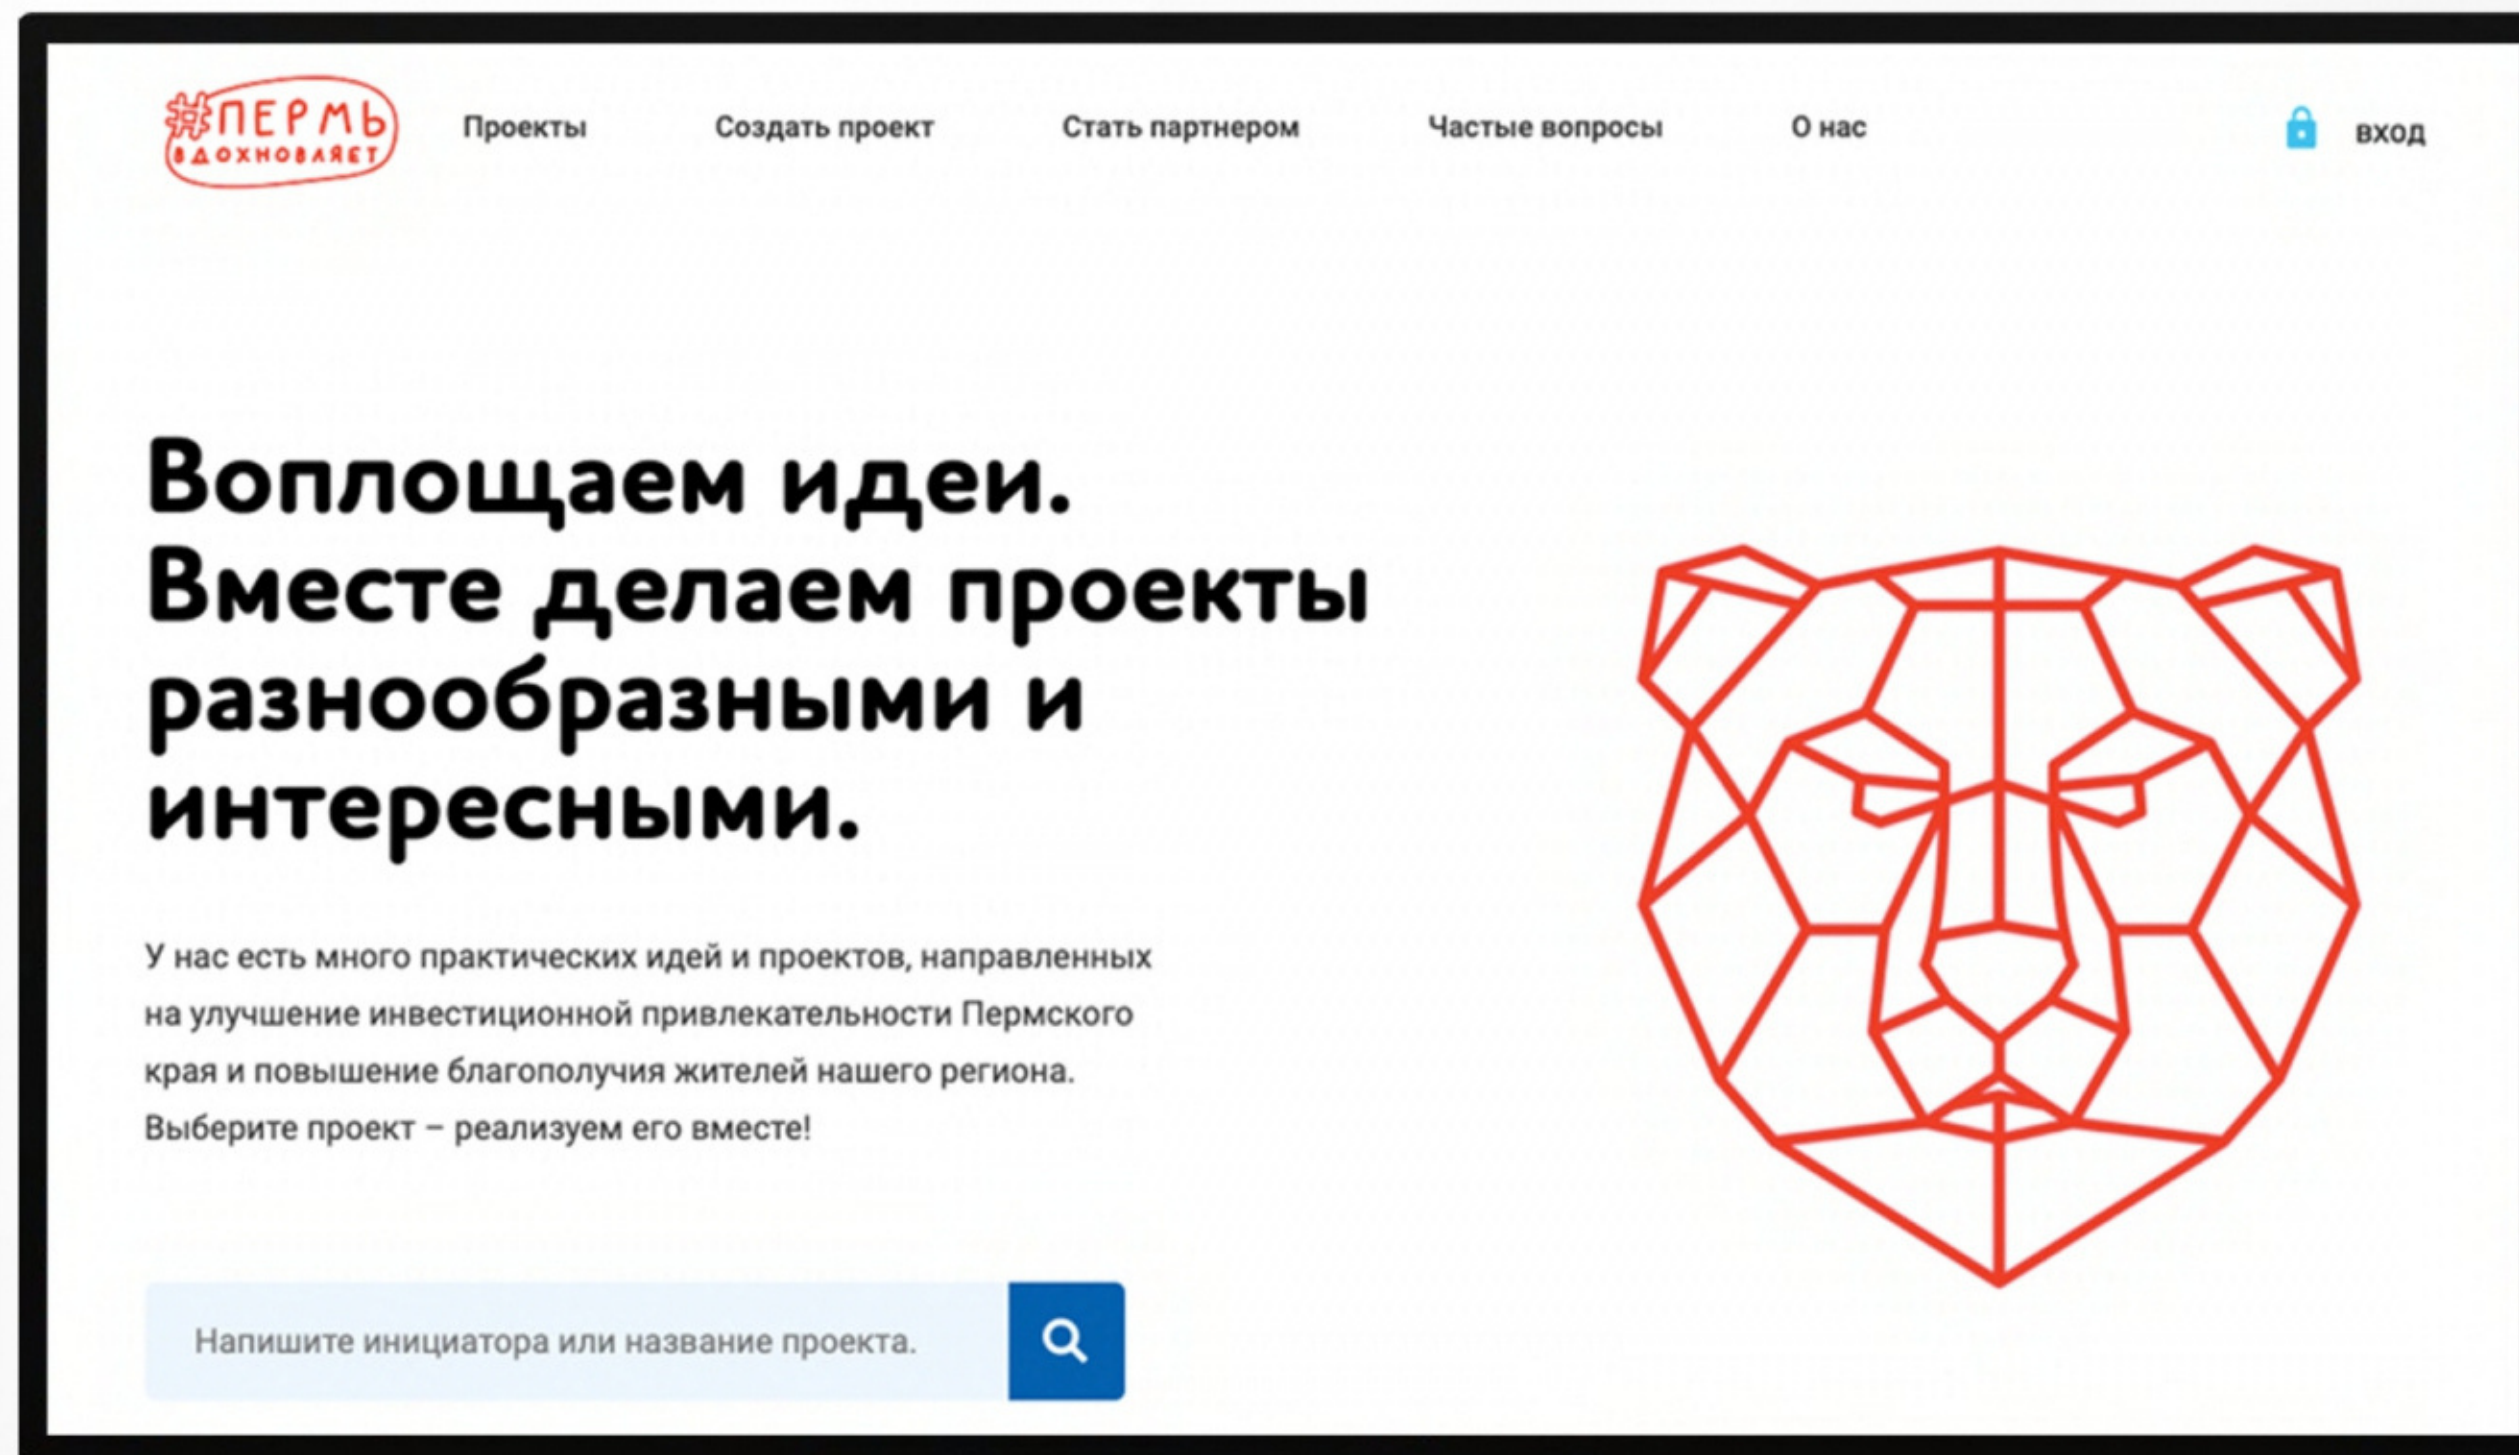 #ПЕРМЬ
ВДОХНОВЛЯЕТ
Проекты
Создать проект
Стать партнером
Частые вопросы
О нас
вход
Воплощаем идеи.
Вместе делаем проекты
разнообразными и
интересными.
У нас есть много практических идей и проектов, направленных
на улучшение инвестиционной привлекательности Пермского
края и повышение благополучия жителей нашего региона.
Выберите проект – реализуем его вместе!
Напишите инициатора или название проекта.